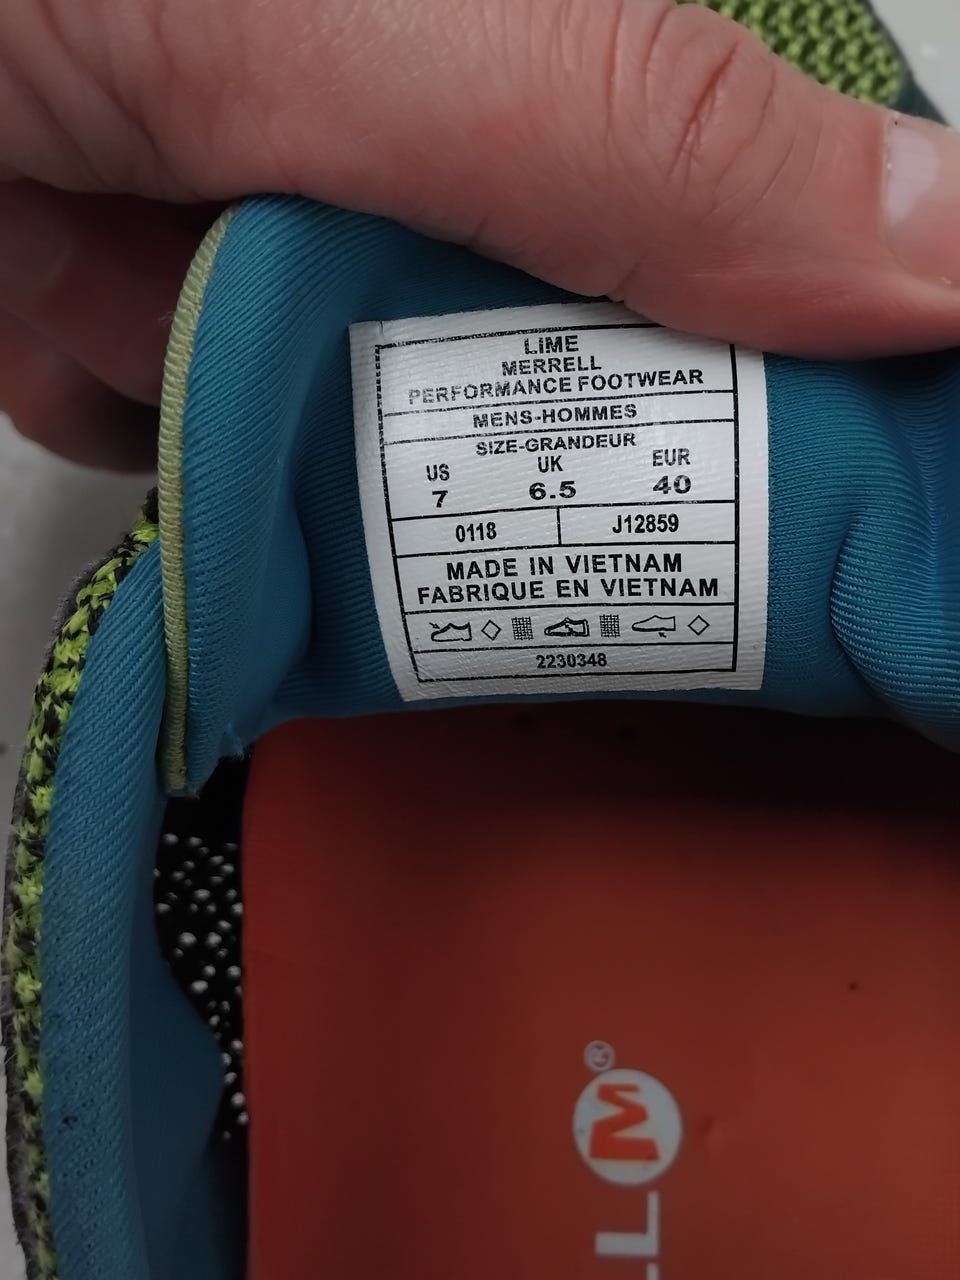 LIME
MERRELL
PERFORMANCE FOOTWEAR
MENS-HOMMES
SIZE-GRANDEUR
US UK EUR
7 6.5 40
0118 J12859
MADE IN VIETNAM
FABRIQUE EN VIETNAM
2230348
LL M®